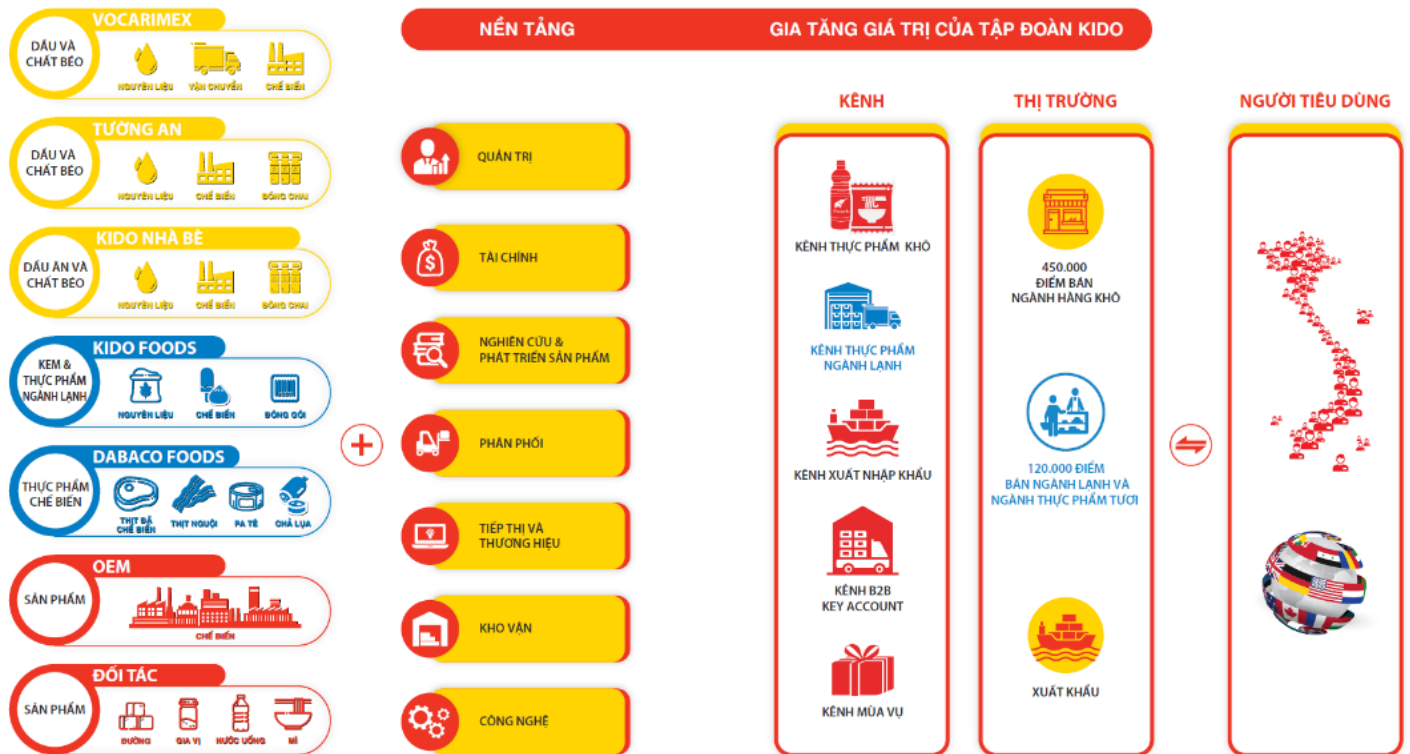 VOCARIMEX
DẦU VÀ
CHẤT BÉO
NGUYÊN LIỆU
VẬN CHUYỂN
CHẾ BIẾN
TƯỜNG AN
DẦU VÀ
CHẤT BÉO
NGUYÊN LIỆU
CHẾ BIẾN
ĐÓNG CHAI
KIDO NHÀ BÈ
DẦU ĂN VÀ
CHẤT BÉO
NGUYÊN LIỆU
CHẾ BIẾN
ĐÓNG CHAI
KIDO FOODS
KEM &
THỰC PHẨM
NGÀNH LẠNH
NGUYÊN LIỆU
CHẾ BIẾN
ĐÓNG GÓI
DABACO FOODS
THỰC PHẨM
CHẾ BIẾN
THỊT ĐÃ
CHẾ BIẾN
THỊT NGUỘI
PA TÊ
CHẢ LỤA
OEM
SẢN PHẨM
CHẾ BIẾN
ĐỐI TÁC
SẢN PHẨM
ĐƯỜNG
GIA VỊ
NƯỚC UỐNG
MÌ
NỀN TẢNG
GIA TĂNG GIÁ TRỊ CỦA TẬP ĐOÀN KIDO
QUẢN TRỊ
TÀI CHÍNH
NGHIÊN CỨU &
PHÁT TRIỂN SẢN PHẨM
PHÂN PHỐI
TIẾP THỊ VÀ
THƯƠNG HIỆU
KHO VẬN
CÔNG NGHỆ
KÊNH
KÊNH THỰC PHẨM KHÔ
KÊNH THỰC PHẨM
NGÀNH LẠNH
KÊNH XUẤT NHẬP KHẨU
KÊNH B2B
KEY ACCOUNT
KÊNH MÙA VỤ
THỊ TRƯỜNG
450.000
ĐIỂM BÁN
NGÀNH HÀNG KHÔ
120.000 ĐIỂM
BÁN NGÀNH LẠNH VÀ
NGÀNH THỰC PHẨM TƯƠI
XUẤT KHẨU
NGƯỜI TIÊU DÙNG